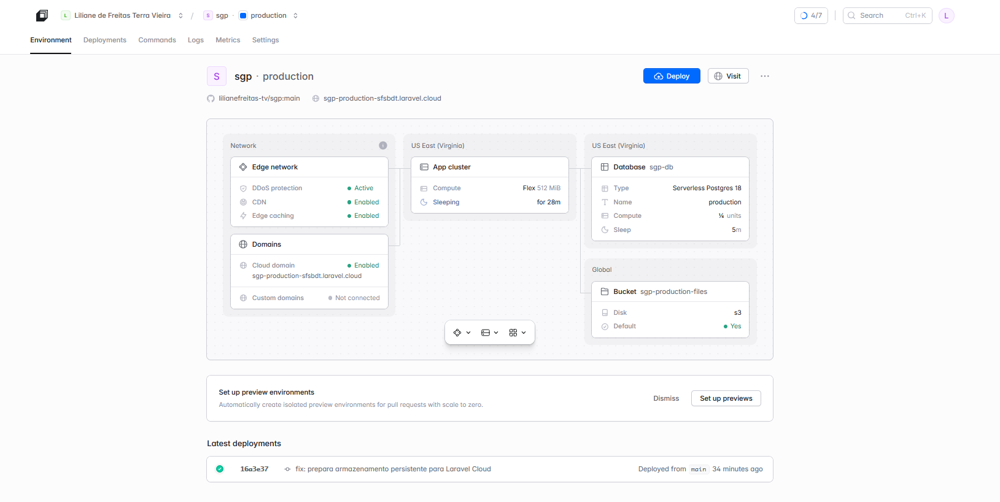 L Liliane de Freitas Terra Vieira / S sgp · production
4/7 Search Ctrl+K L
Environment Deployments Commands Logs Metrics Settings
S sgp · production
Deploy Visit ···
lilianefreitas-tv/sgp:main sgp-production-sfsbdt.laravel.cloud
Network
Edge network
DDoS protection Active
CDN Enabled
Edge caching Enabled
Domains
Cloud domain Enabled
sgp-production-sfsbdt.laravel.cloud
Custom domains Not connected
US East (Virginia)
App cluster
Compute Flex 512 MiB
Sleeping for 28m
US East (Virginia)
Database sgp-db
Type Serverless Postgres 18
Name production
Compute ¼ units
Sleep 5m
Global
Bucket sgp-production-files
Disk s3
Default Yes
Set up preview environments
Automatically create isolated preview environments for pull requests with scale to zero.
Dismiss Set up previews
Latest deployments
16a3e37 fix: prepara armazenamento persistente para Laravel Cloud Deployed from main 34 minutes ago